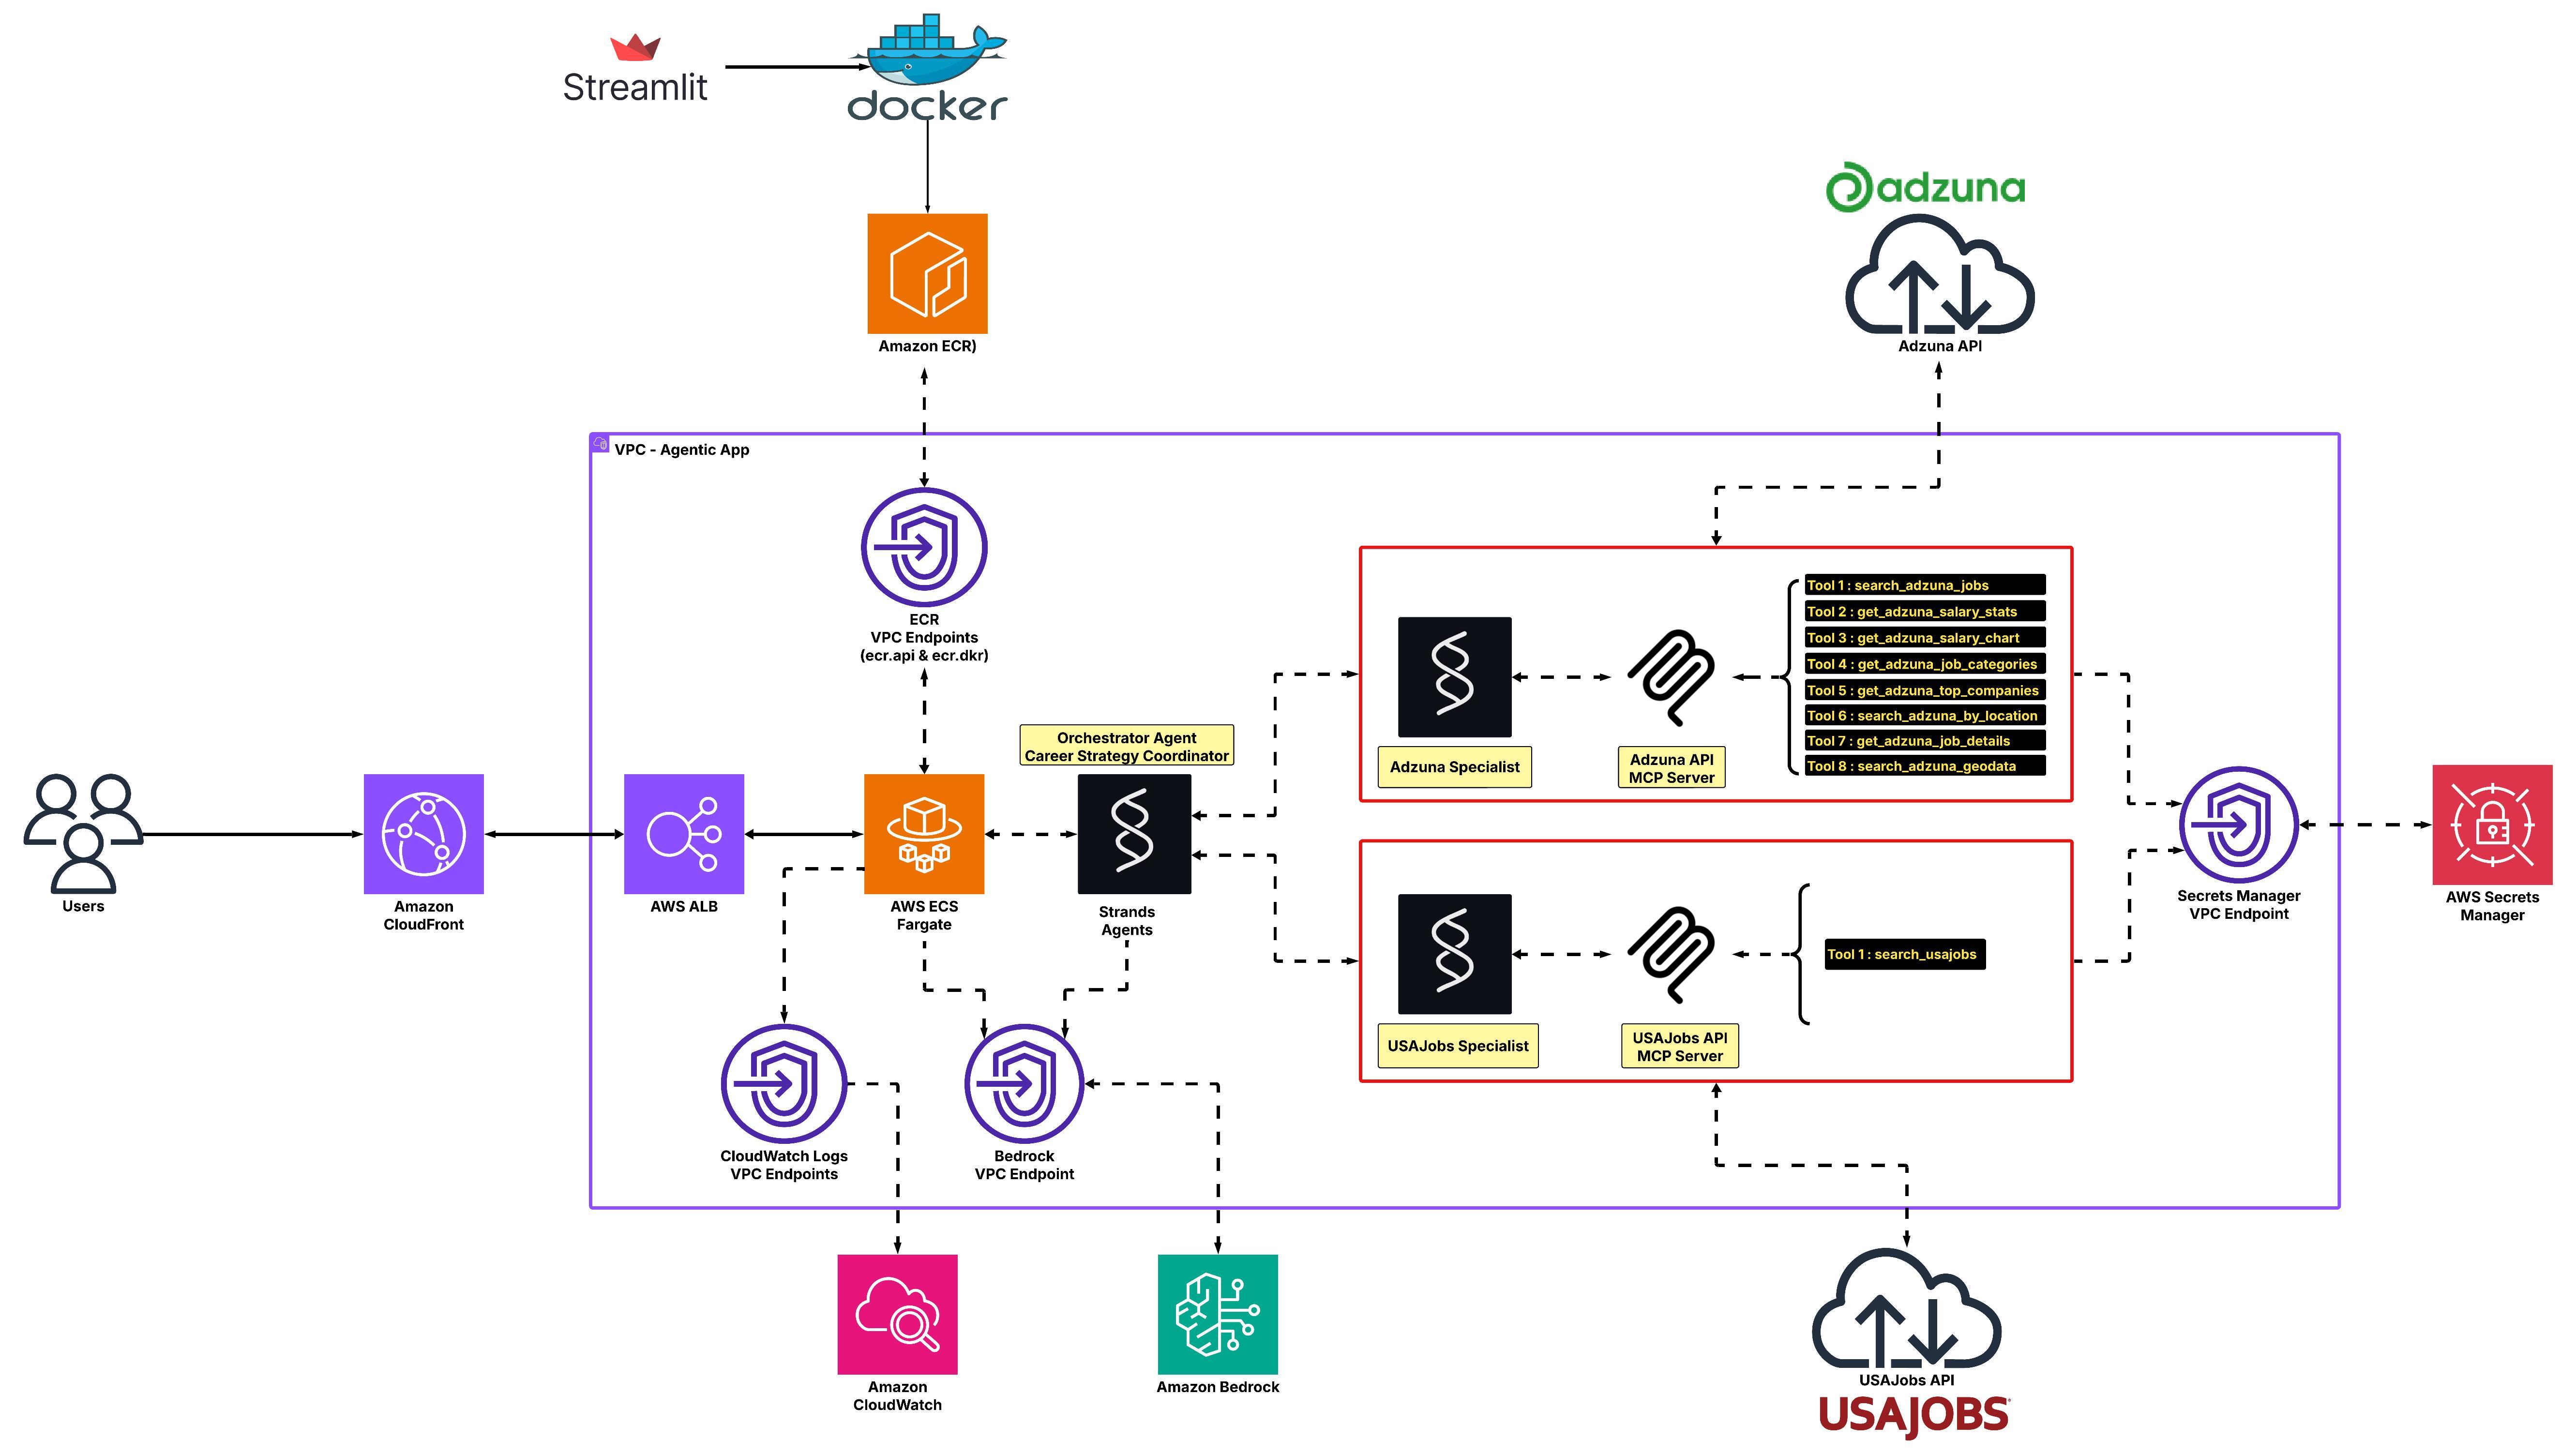 Streamlit
docker
Amazon ECR)
adzuna
Adzuna API
VPC - Agentic App
ECR
VPC Endpoints
(ecr.api & ecr.dkr)
Orchestrator Agent
Career Strategy Coordinator
Users
Amazon
CloudFront
AWS ALB
AWS ECS
Fargate
Strands
Agents
Adzuna Specialist
Adzuna API
MCP Server
Tool 1 : search_adzuna_jobs
Tool 2 : get_adzuna_salary_stats
Tool 3 : get_adzuna_salary_chart
Tool 4 : get_adzuna_job_categories
Tool 5 : get_adzuna_top_companies
Tool 6 : search_adzuna_by_location
Tool 7 : get_adzuna_job_details
Tool 8 : search_adzuna_geodata
USAJobs Specialist
USAJobs API
MCP Server
Tool 1 : search_usajobs
Secrets Manager
VPC Endpoint
AWS Secrets
Manager
CloudWatch Logs
VPC Endpoints
Bedrock
VPC Endpoint
Amazon
CloudWatch
Amazon Bedrock
USAJobs API
USAJOBS